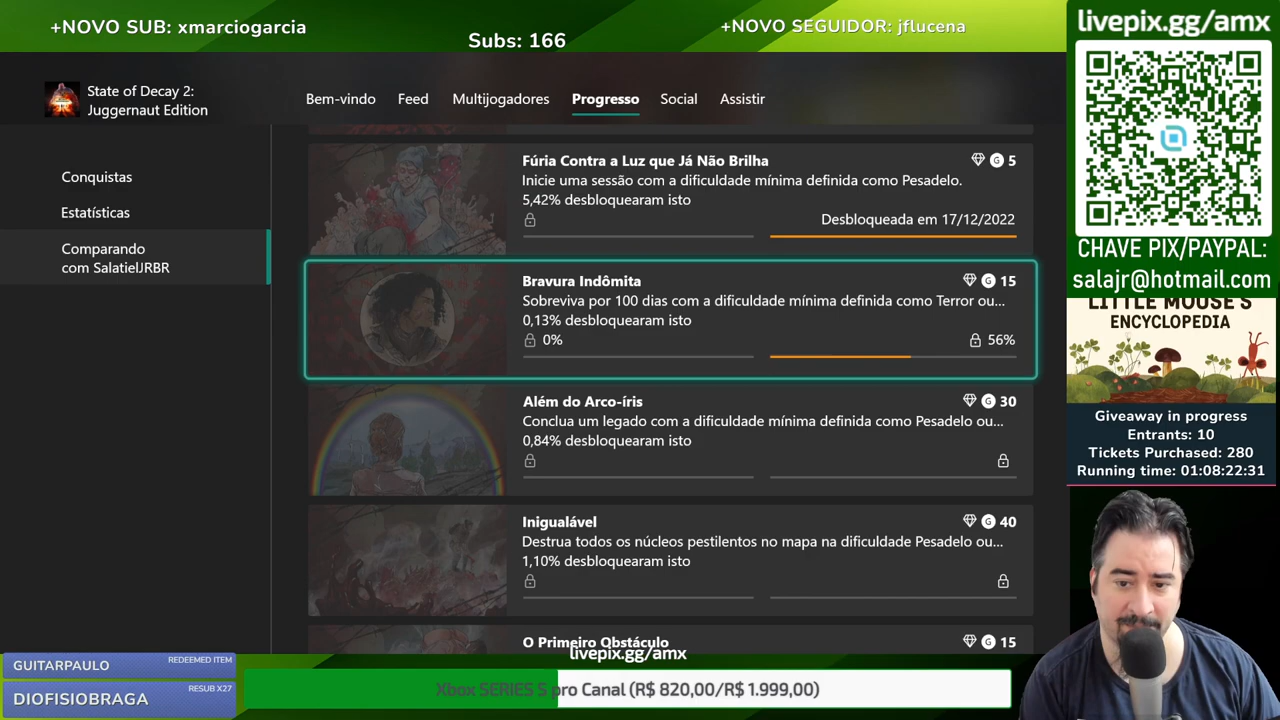 +NOVO SUB: xmarciogarcia
Subs: 166
+NOVO SEGUIDOR: jflucena
livepix.gg/amx
State of Decay 2:
Juggernaut Edition
Bem-vindo
Feed
Multijogadores
Progresso
Social
Assistir
Conquistas
Estatísticas
Comparando
com SalatielJRBR
Fúria Contra a Luz que Já Não Brilha
G 5
Inicie uma sessão com a dificuldade mínima definida como Pesadelo.
5,42% desbloquearam isto
Desbloqueada em 17/12/2022
Bravura Indômita
G 15
Sobreviva por 100 dias com a dificuldade mínima definida como Terror ou...
0,13% desbloquearam isto
0%
56%
Além do Arco-íris
G 30
Conclua um legado com a dificuldade mínima definida como Pesadelo ou...
0,84% desbloquearam isto
Inigualável
G 40
Destrua todos os núcleos pestilentos no mapa na dificuldade Pesadelo ou...
1,10% desbloquearam isto
O Primeiro Obstáculo
G 15
CHAVE PIX/PAYPAL:
salajr@hotmail.com
LITTLE MOUSE'S
ENCYCLOPEDIA
Giveaway in progress
Entrants: 10
Tickets Purchased: 280
Running time: 01:08:22:31
GUITARPAULO
REDEEMED ITEM
DIOFISIOBRAGA
RESUB X27
livepix.gg/amx
Xbox SERIES S pro Canal (R$ 820,00/R$ 1.999,00)